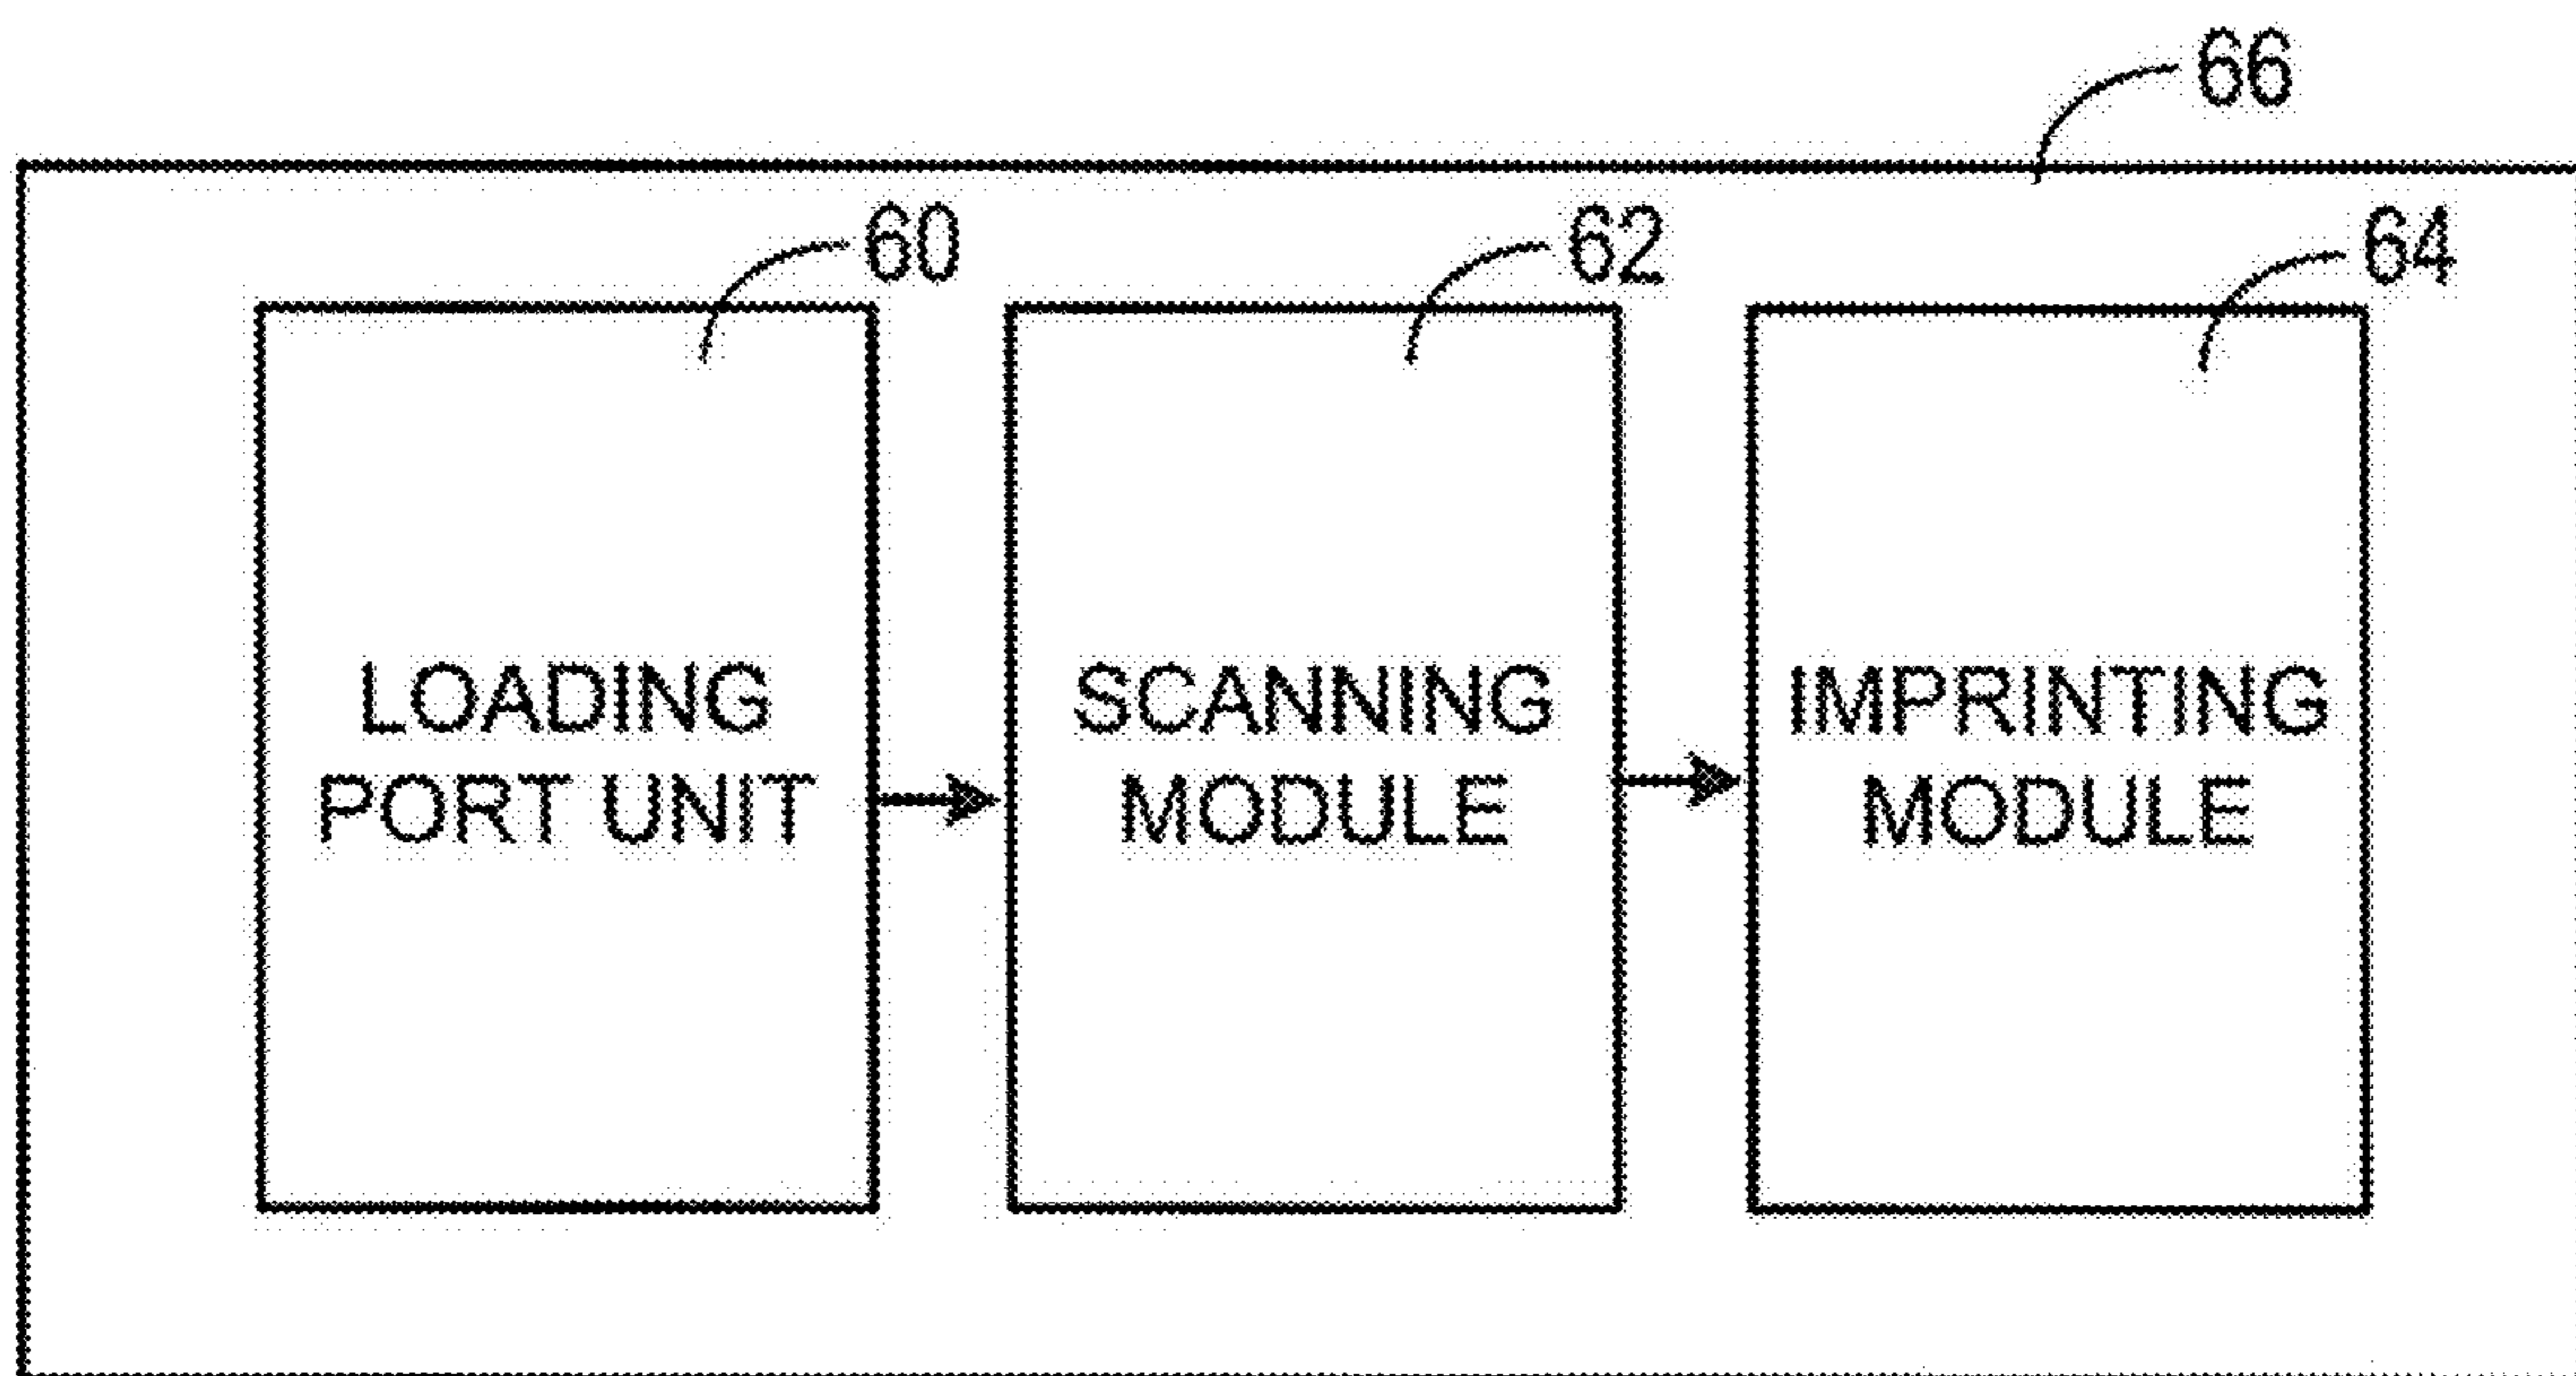 66
60
62
64
LOADING
PORT UNIT
SCANNING
MODULE
IMPRINTING
MODULE